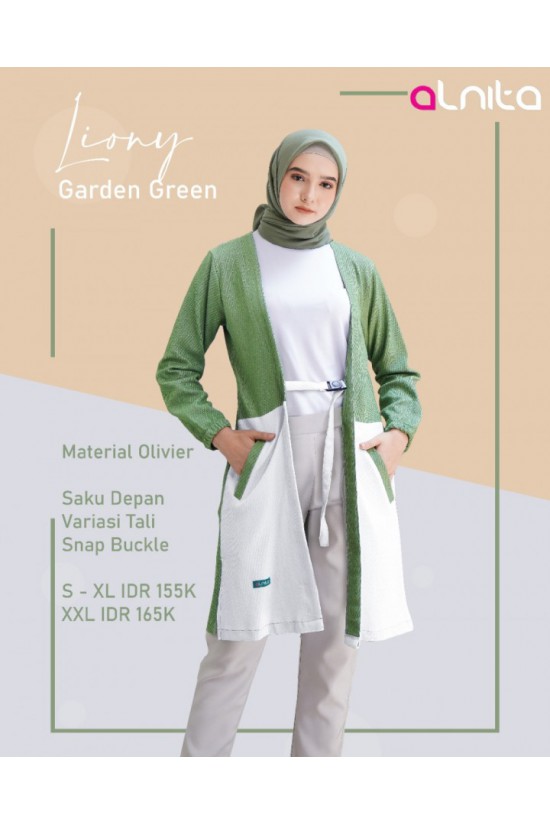 alnita
Liony
Garden Green
Material Olivier
Saku Depan
Variasi Tali
Snap Buckle
S - XL IDR 155K
XXL IDR 165K